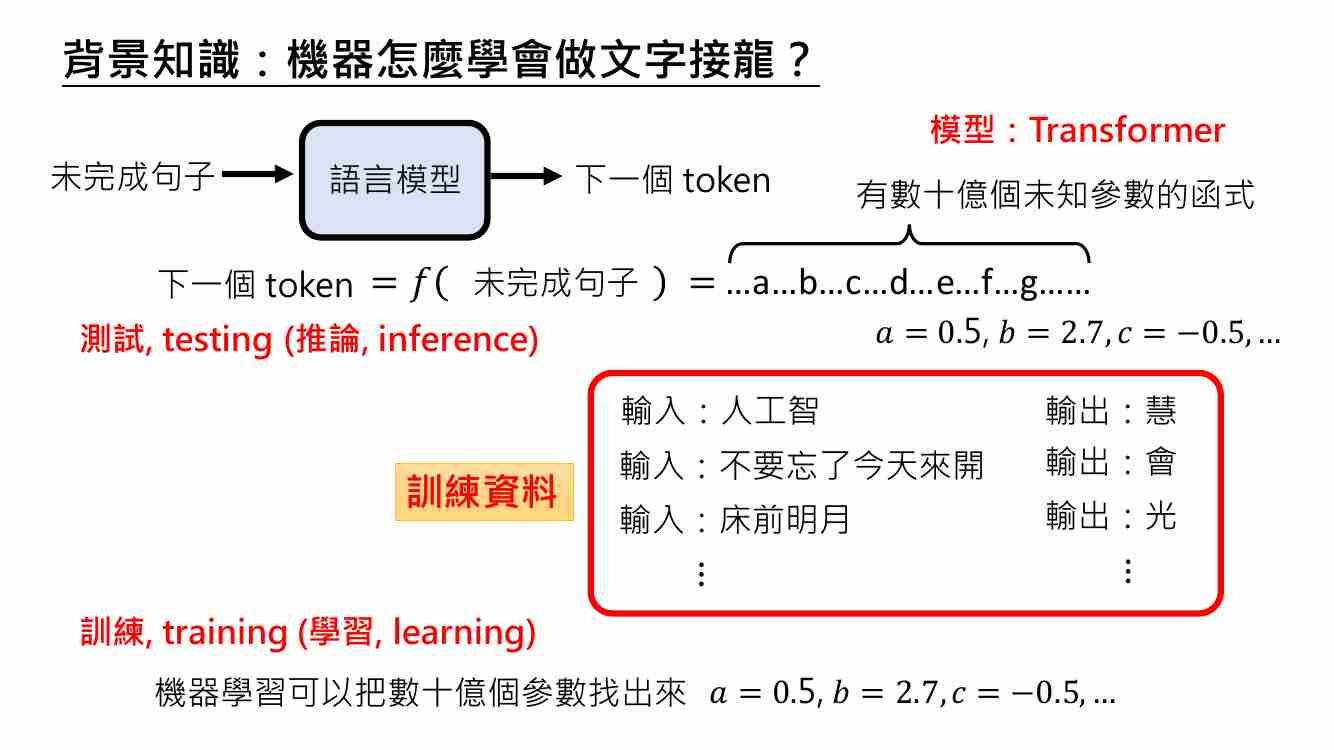 背景知識：機器怎麼學會做文字接龍？
模型：Transformer
未完成句子
語言模型
下一個 token
有數十億個未知參數的函式
下一個 token = f( 未完成句子 ) = …a…b…c…d…e…f…g……
測試, testing (推論, inference)
a = 0.5, b = 2.7, c = −0.5, …
輸入：人工智 輸出：慧
輸入：不要忘了今天來開 輸出：會
訓練資料
輸入：床前明月 輸出：光
⋮ ⋮
訓練, training (學習, learning)
機器學習可以把數十億個參數找出來 a = 0.5, b = 2.7, c = −0.5, …